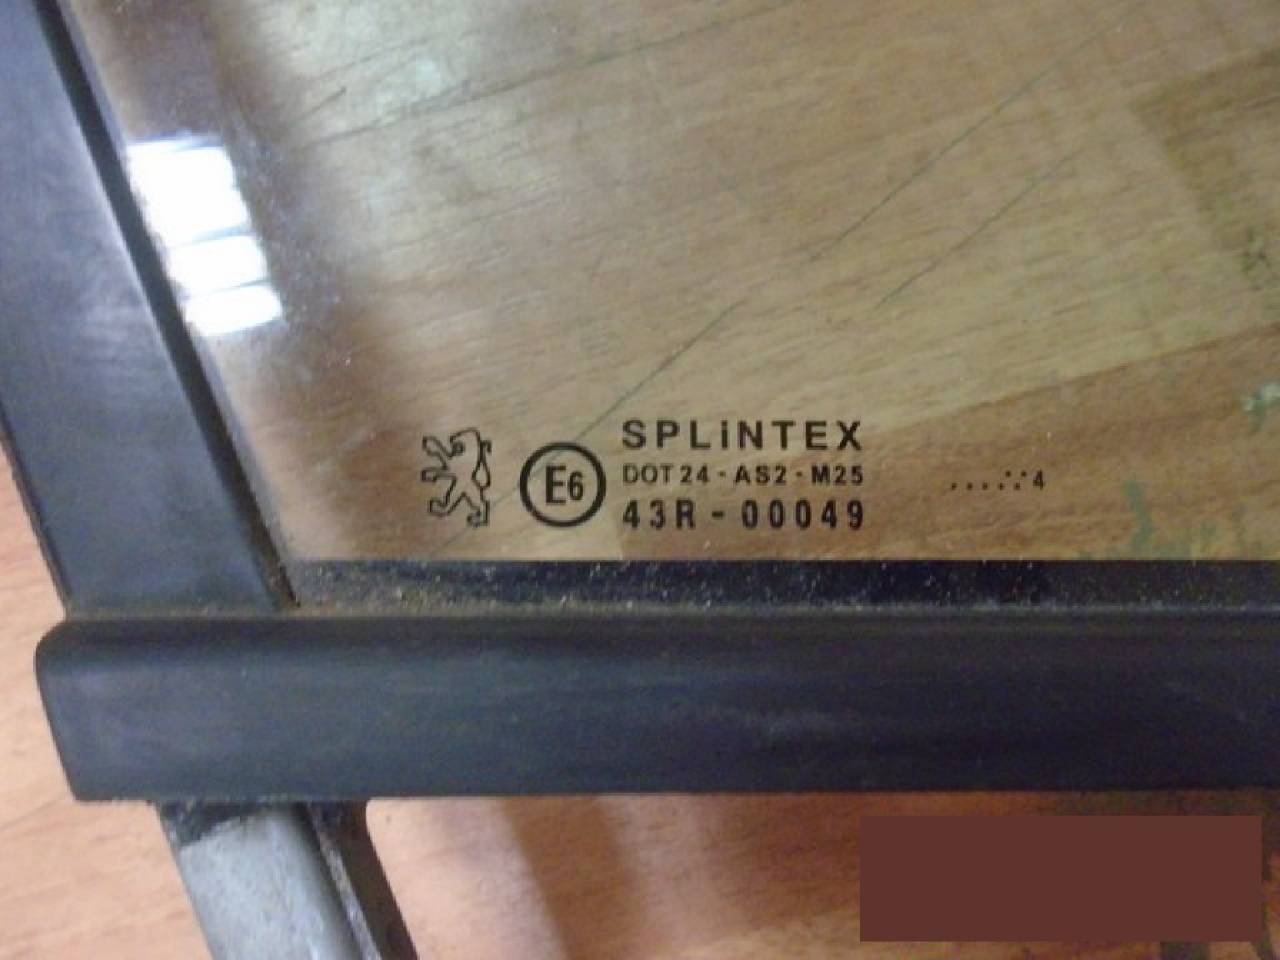 SPLiNTEX
E6
DOT 24 - AS2 - M25
43R - 00049
.....∵4